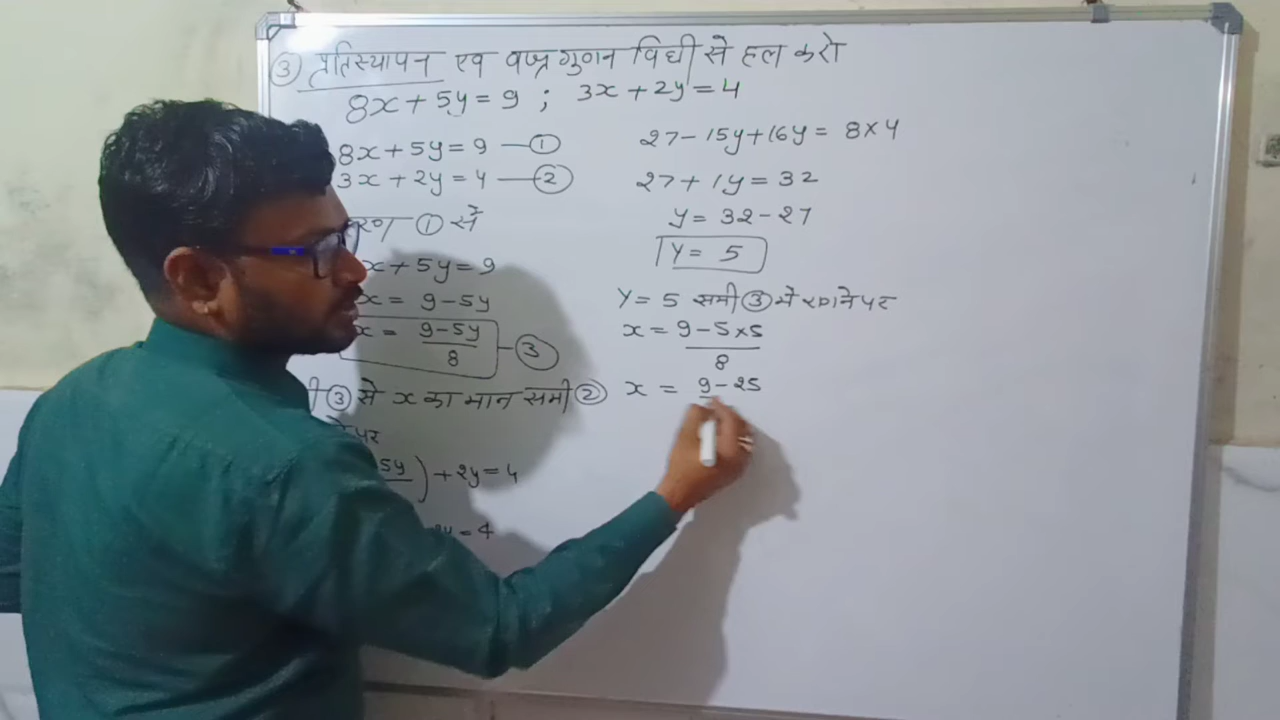 ③ प्रतिस्थापन एव वज्रगुणन विधी से हल करो
8x + 5y = 9 ; 3x + 2y = 4
8x + 5y = 9 — ①
3x + 2y = 4 — ②
रण ① से
x + 5y = 9
x = 9 - 5y
x = 9 - 5y
8
— ③
③ से x का मान समी ②
पर
5y ) + 2y = 4
2y = 4
27 - 15y + 16y = 8 × 4
27 + 1y = 32
y = 32 - 27
y = 5
y = 5 समी ③ मे रखने पर
x = 9 - 5 × 5
8
x = 9 - 25